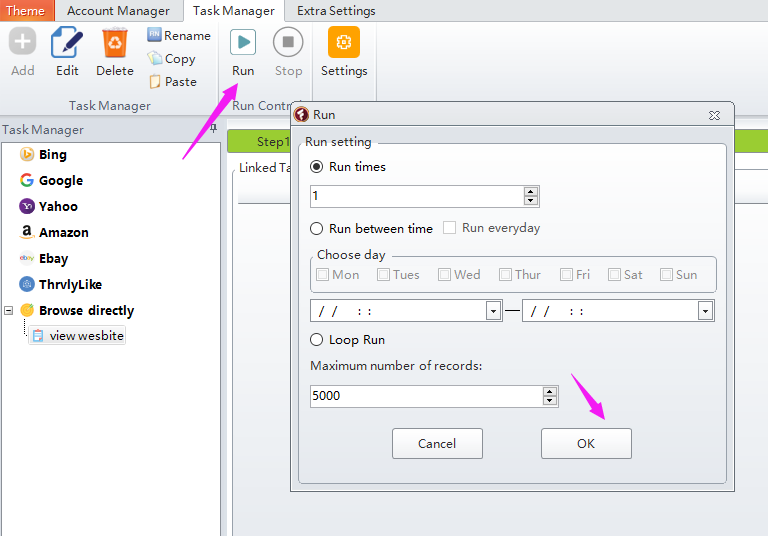 Theme Account Manager Task Manager Extra Settings
Add Edit Delete RN Rename Copy Paste Run Stop Settings
Task Manager Run Contr
Task Manager
Bing
Google
Yahoo
Amazon
ebay Ebay
ThrvlyLike
Browse directly
view wesbite
Step1
Linked Ta
Run
Run setting
Run times
1
Run between time Run everyday
Choose day
Mon Tues Wed Thur Fri Sat Sun
/ / : : — / / : :
Loop Run
Maximum number of records:
5000
Cancel OK